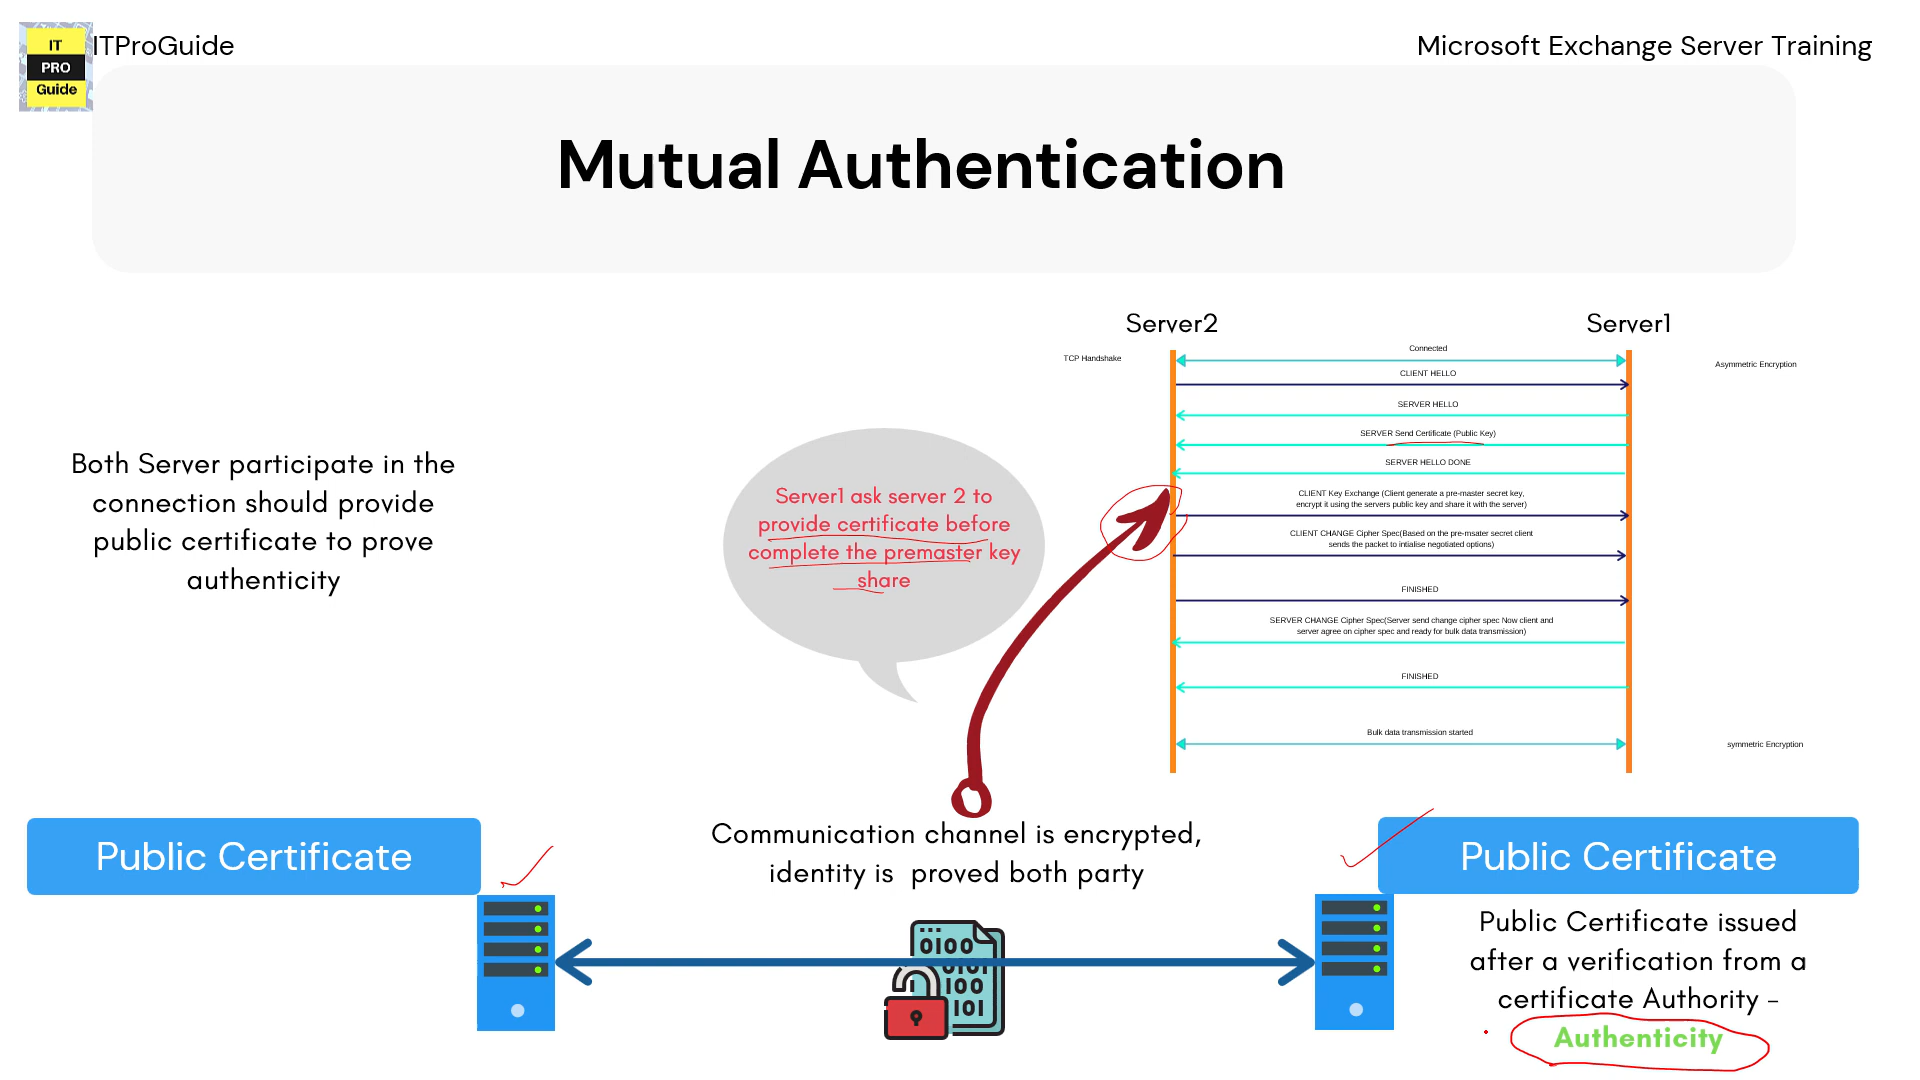 IT
PRO
Guide
ITProGuide
Microsoft Exchange Server Training
Mutual Authentication
Both Server participate in the
connection should provide
public certificate to prove
authenticity
Server1 ask server 2 to
provide certificate before
complete the premaster key
share
Server2
Server1
TCP Handshake
Connected
Asymmetric Encryption
CLIENT HELLO
SERVER HELLO
SERVER Send Certificate (Public Key)
SERVER HELLO DONE
CLIENT Key Exchange (Client generate a pre-master secret key,
encrypt it using the servers public key and share it with the server)
CLIENT CHANGE Cipher Spec(Based on the pre-msater secret client
sends the packet to intialise negotiated options)
FINISHED
SERVER CHANGE Cipher Spec(Server send change cipher spec Now client and
server agree on cipher spec and ready for bulk data transmission)
FINISHED
Bulk data transmission started
symmetric Encryption
Public Certificate
Communication channel is encrypted,
identity is proved both party
Public Certificate
0100
0101
100
101
Public Certificate issued
after a verification from a
certificate Authority -
Authenticity